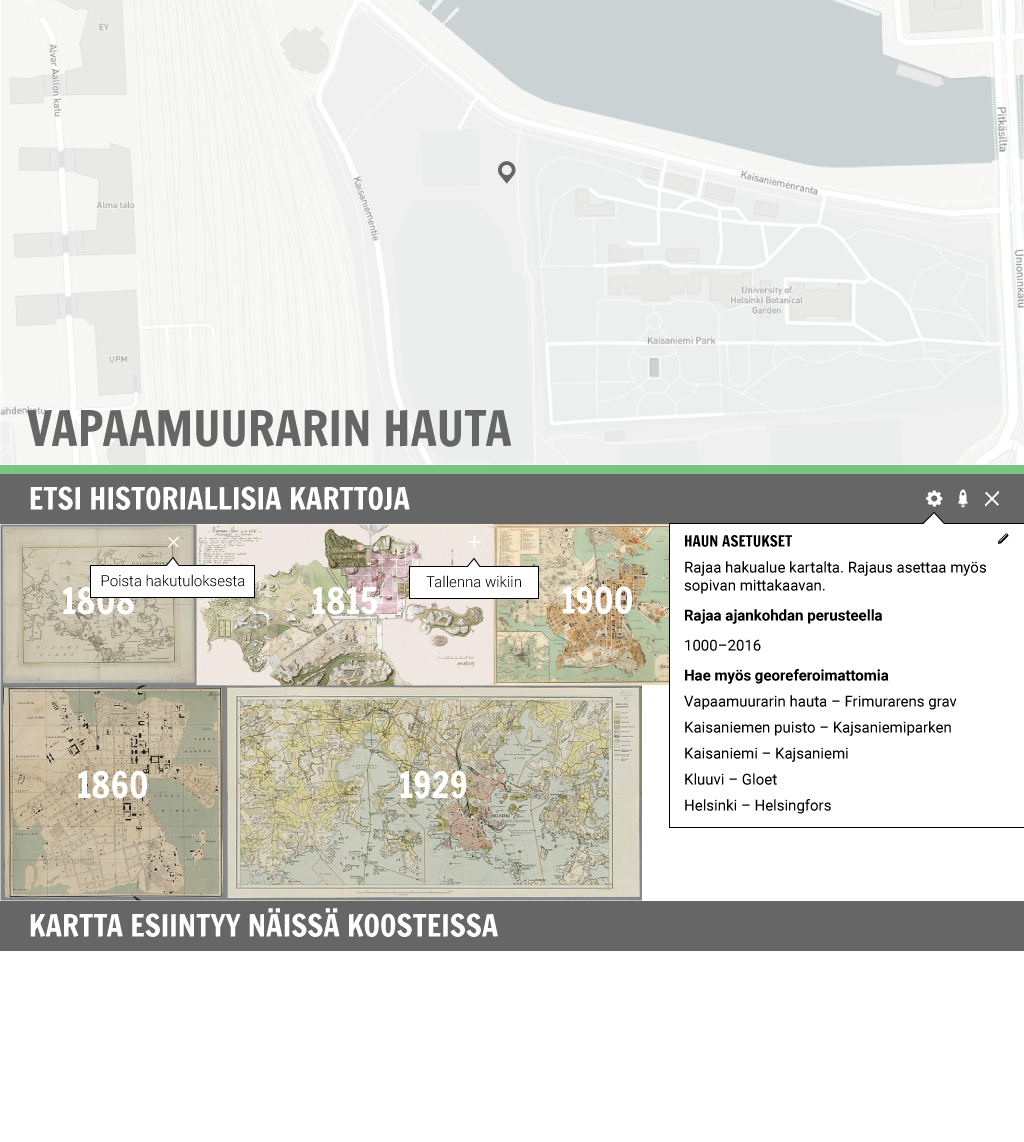 EY
Alvar Aallon katu
Pitkäsilta
Kaisaniementie
Kaisaniemenranta
Alma talo
Unioninkatu
University of
Helsinki Botanical
Garden
Kaisaniemi Park
UPM
VAPAAMUURARIN HAUTA
ETSI HISTORIALLISIA KARTTOJA
HAUN ASETUKSET
Rajaa hakualue kartalta. Rajaus asettaa myös
sopivan mittakaavan.
Rajaa ajankohdan perusteella
1000–2016
Hae myös georeferoimattomia
Vapaamuurarin hauta – Frimurarens grav
Kaisaniemen puisto – Kajsaniemiparken
Kaisaniemi – Kajsaniemi
Kluuvi – Gloet
Helsinki – Helsingfors
Poista hakutuloksesta
Tallenna wikiin
1808
1815
1900
1860
1929
KARTTA ESIINTYY NÄISSÄ KOOSTEISSA